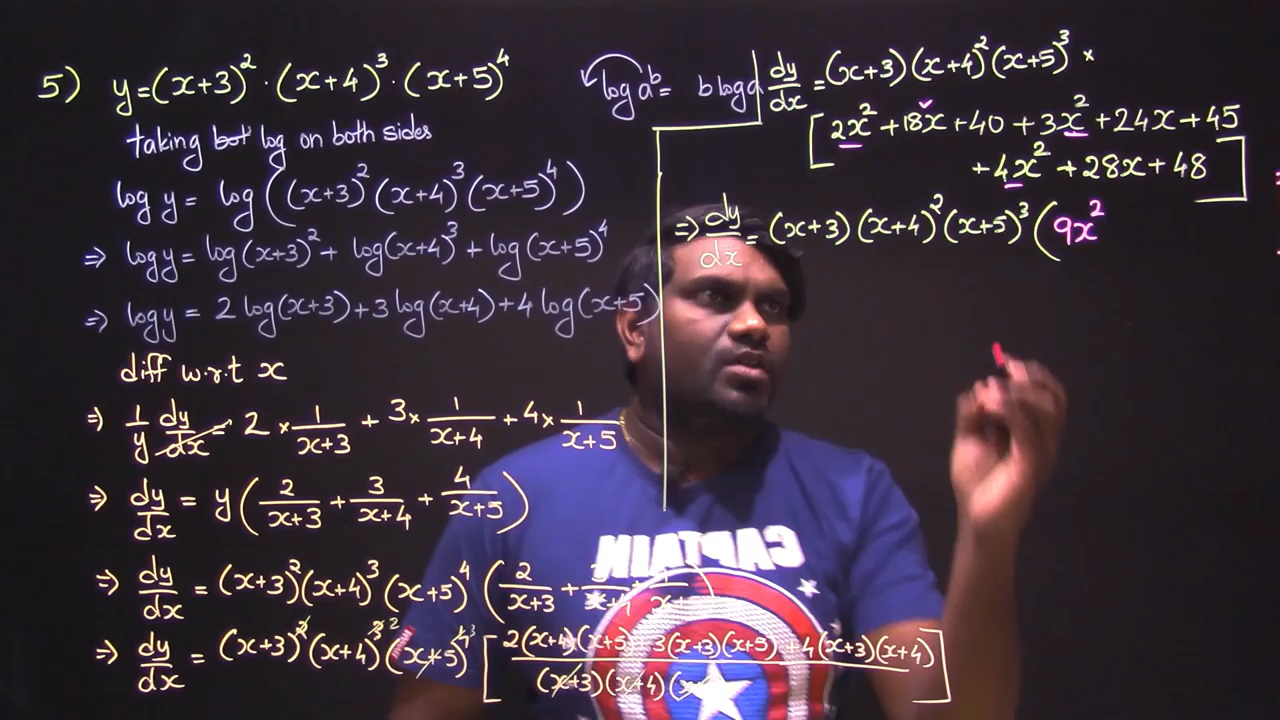 5) y=(x+3)² · (x+4)³ · (x+5)⁴
taking but log on both sides
log y = log((x+3)²(x+4)³(x+5)⁴)
⇒ log y = log(x+3)² + log(x+4)³ + log(x+5)⁴
⇒ log y = 2 log(x+3) + 3 log(x+4) + 4 log(x+5)
diff w.r.t x
⇒ 1/y dy/dx = 2 × 1/(x+3) + 3 × 1/(x+4) + 4 × 1/(x+5)
⇒ dy/dx = y(2/(x+3) + 3/(x+4) + 4/(x+5))
⇒ dy/dx = (x+3)²(x+4)³(x+5)⁴ (2/(x+3) +
⇒ dy/dx = (x+3)²(x+4)³ ²(x+5)⁴ ³ [2(x+4)(x+5) 3(x+3)(x+5) +4(x+3)(x+4) / (x+3)(x+4)(x ]
log aᵇ = b log a
dy/dx = (x+3)(x+4)²(x+5)³ ×
[2x² + 18x + 40 + 3x² + 24x + 45
+ 4x² + 28x + 48]
⇒ dy/dx = (x+3)(x+4)²(x+5)³ (9x²
CAPTAIN